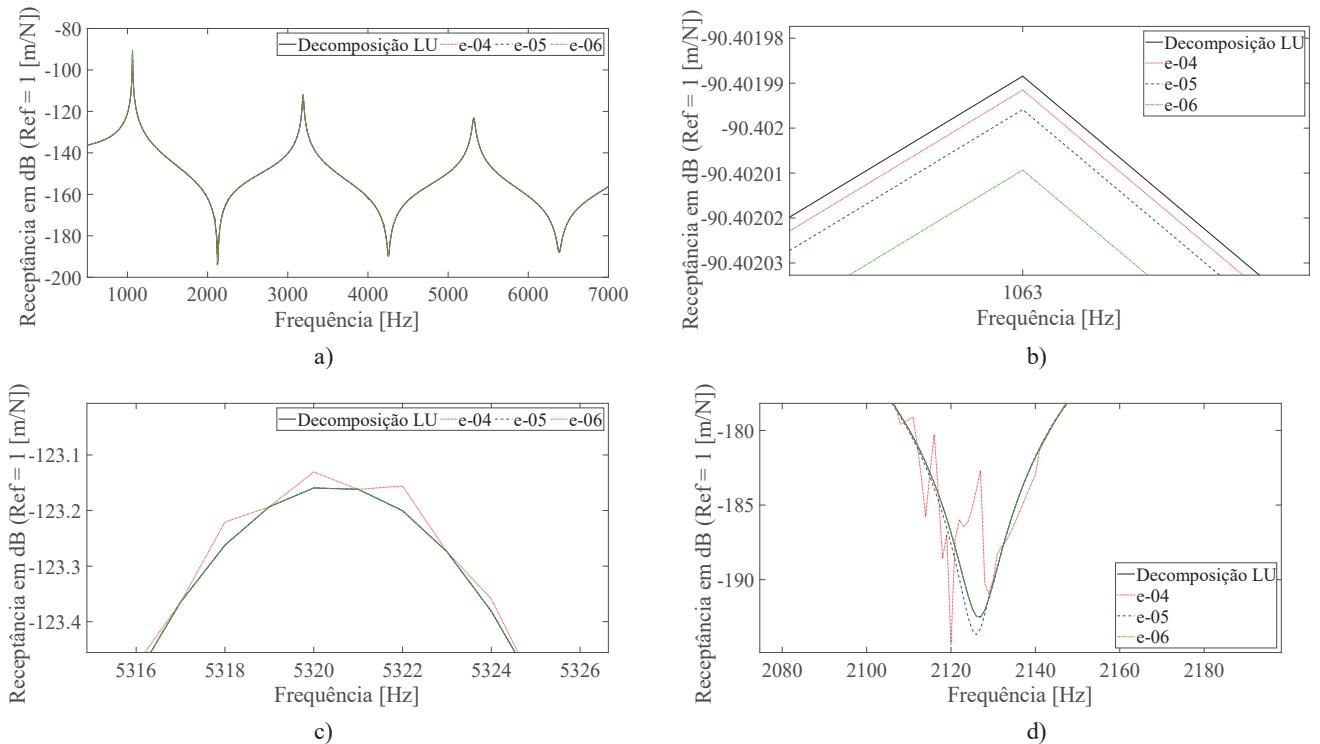 Receptância em dB (Ref = 1 [m/N])
-80
-100
-120
-140
-160
-180
-200
Decomposição LU e-04 e-05 e-06
1000 2000 3000 4000 5000 6000 7000
Frequência [Hz]
a)
Receptância em dB (Ref = 1 [m/N])
-90.40198
-90.40199
-90.402
-90.40201
-90.40202
-90.40203
Decomposição LU
e-04
e-05
e-06
1063
Frequência [Hz]
b)
Receptância em dB (Ref = 1 [m/N])
-123.1
-123.2
-123.3
-123.4
Decomposição LU e-04 e-05 e-06
5316 5318 5320 5322 5324 5326
Frequência [Hz]
c)
Receptância em dB (Ref = 1 [m/N])
-180
-185
-190
Decomposição LU
e-04
e-05
e-06
2080 2100 2120 2140 2160 2180
Frequência [Hz]
d)